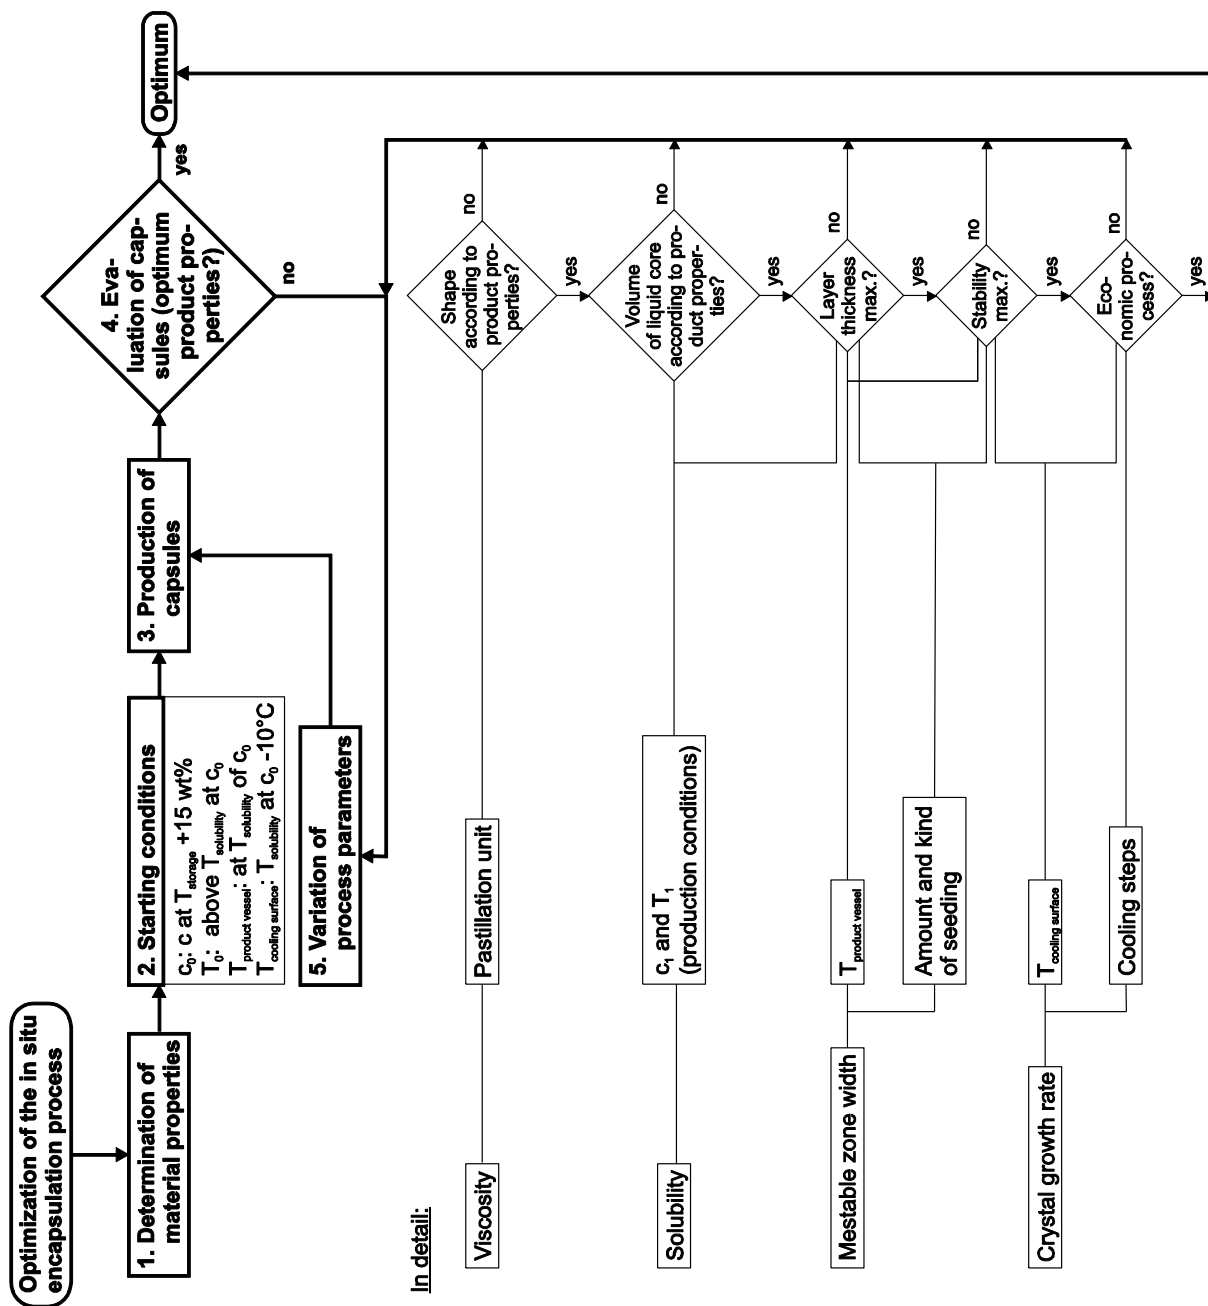 Optimization of the in situ
encapsulation process
1. Determination of
material properties
2. Starting conditions
c0: c at Tstorage +15 wt%
T0: above Tsolubility at c0
Tproduct vessel: at Tsolubility of c0
Tcooling surface: Tsolubility at c0 -10°C
3. Production of
capsules
4. Eva-
luation of cap-
sules (optimum
product pro-
perties?)
yes
Optimum
no
5. Variation of
process parameters
In detail:
Viscosity
Pastillation unit
Shape
according to
product pro-
perties?
no
yes
Solubility
c1 and T1
(production conditions)
Volume
of liquid core
according to pro-
duct proper-
ties?
no
yes
Mestable zone width
Tproduct vessel
Amount and kind
of seeding
Layer
thickness
max.?
no
yes
Stability
max.?
no
yes
Crystal growth rate
Tcooling surface
Cooling steps
Eco-
nomic pro-
cess?
no
yes